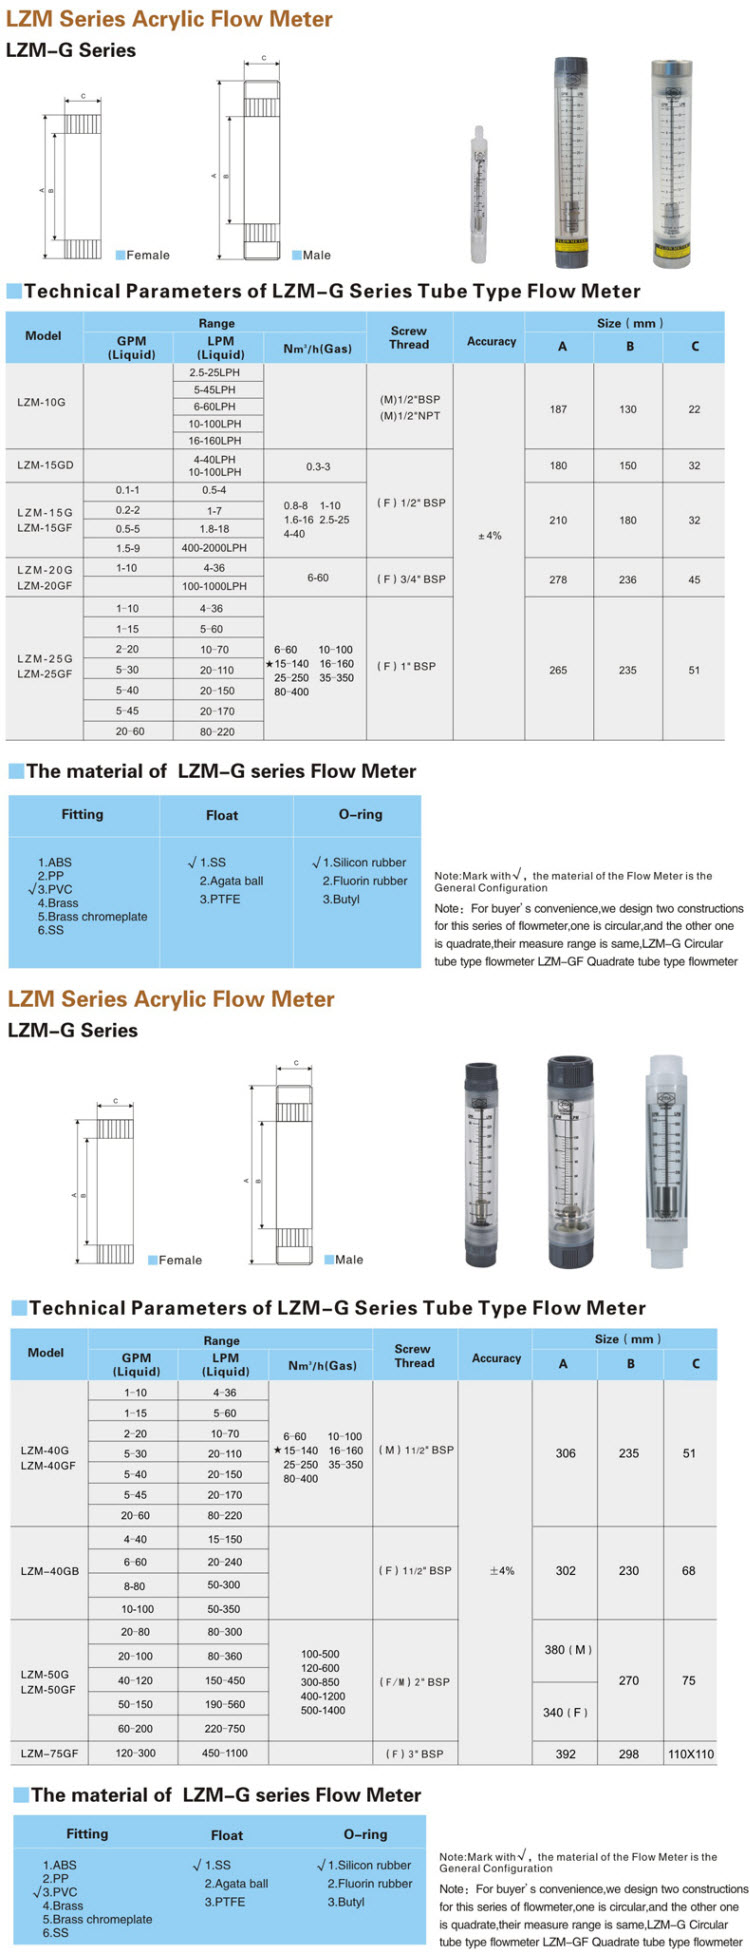 LZM Series Acrylic Flow Meter
LZM-G Series
C
A
B
Female
C
A
B
Male
Technical Parameters of LZM-G Series Tube Type Flow Meter
Model Range Screw Thread Accuracy Size ( mm )
GPM (Liquid) LPM (Liquid) Nm³/h(Gas) A B C
LZM-10G 2.5-25LPH (M)1/2"BSP (M)1/2"NPT ±4% 187 130 22
5-45LPH
6-60LPH
10-100LPH
16-160LPH
LZM-15GD 4-40LPH 10-100LPH 0.3-3 ( F ) 1/2" BSP 180 150 32
LZM-15G LZM-15GF 0.1-1 0.5-4 0.8-8 1-10 210 180 32
0.2-2 1-7 1.6-16 2.5-25
0.5-5 1.8-18 4-40
1.5-9 400-2000LPH
LZM-20G LZM-20GF 1-10 4-36 6-60 ( F ) 3/4" BSP 278 236 45
100-1000LPH
LZM-25G LZM-25GF 1-10 4-36 ( F ) 1" BSP 265 235 51
1-15 5-60
2-20 10-70 6-60 10-100
5-30 20-110 ★15-140 16-160
5-40 20-150 25-250 35-350
5-45 20-170 80-400
20-60 80-220
The material of LZM-G series Flow Meter
Fitting Float O-ring
1.ABS √ 1.SS √ 1.Silicon rubber
2.PP 2.Agata ball 2.Fluorin rubber
√3.PVC 3.PTFE 3.Butyl
4.Brass
5.Brass chromeplate
6.SS
Note:Mark with √ , the material of the Flow Meter is the
General Configuration
Note: For buyer's convenience,we design two constructions
for this series of flowmeter,one is circular,and the other one
is quadrate,their measure range is same,LZM-G Circular
tube type flowmeter LZM-GF Quadrate tube type flowmeter
LZM Series Acrylic Flow Meter
LZM-G Series
C
A
B
Female
C
A
B
Male
Technical Parameters of LZM-G Series Tube Type Flow Meter
Model Range Screw Thread Accuracy Size ( mm )
GPM (Liquid) LPM (Liquid) Nm³/h(Gas) A B C
LZM-40G LZM-40GF 1-10 4-36 ( M ) 11/2" BSP ±4% 306 235 51
1-15 5-60
2-20 10-70 6-60 10-100
5-30 20-110 ★15-140 16-160
5-40 20-150 25-250 35-350
5-45 20-170 80-400
20-60 80-220
LZM-40GB 4-40 15-150 ( F ) 11/2" BSP 302 230 68
6-60 20-240
8-80 50-300
10-100 50-350
LZM-50G LZM-50GF 20-80 80-300 100-500 ( F/M ) 2" BSP 380 ( M ) 270 75
20-100 80-360 120-600
40-120 150-450 300-850 340 ( F )
50-150 190-560 400-1200
60-200 220-750 500-1400
LZM-75GF 120-300 450-1100 ( F ) 3" BSP 392 298 110X110
The material of LZM-G series Flow Meter
Fitting Float O-ring
1.ABS √ 1.SS √ 1.Silicon rubber
2.PP 2.Agata ball 2.Fluorin rubber
√3.PVC 3.PTFE 3.Butyl
4.Brass
5.Brass chromeplate
6.SS
Note:Mark with √ , the material of the Flow Meter is the
General Configuration
Note: For buyer's convenience,we design two constructions
for this series of flowmeter,one is circular,and the other one
is quadrate,their measure range is same,LZM-G Circular
tube type flowmeter LZM-GF Quadrate tube type flowmeter